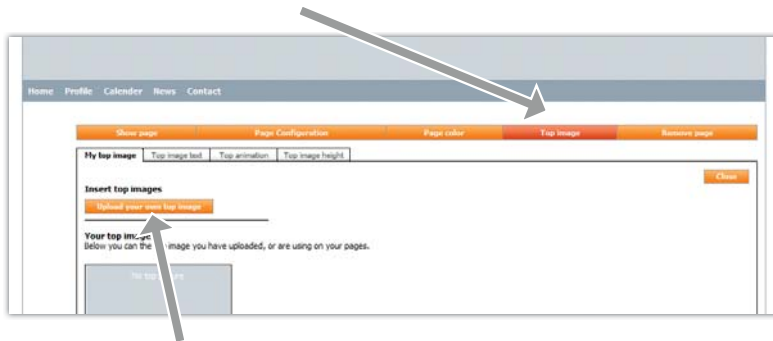 Home Profile Calender News Contact
Show page Page Configuration Page color Top image Remove page
My top image Top image text Top animation Top image height
Close
Insert top images
Upload your own top image
Your top image
Below you can the image you have uploaded, or are using on your pages.
No top